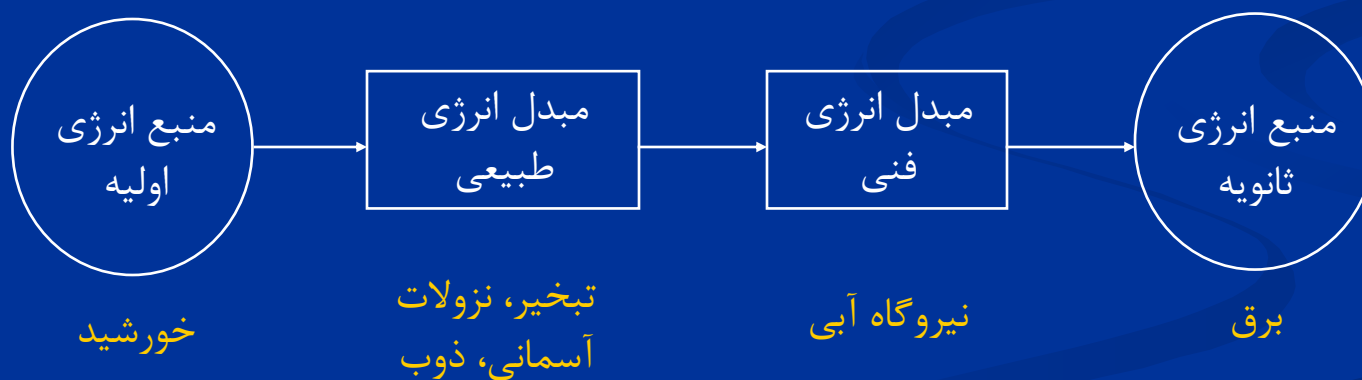 منبع انرژی
اولیه
مبدل انرژی
طبیعی
مبدل انرژی
فنی
منبع انرژی
ثانویه
خورشید
تبخیر، نزولات
آسمانی، ذوب
نیروگاه آبی
برق